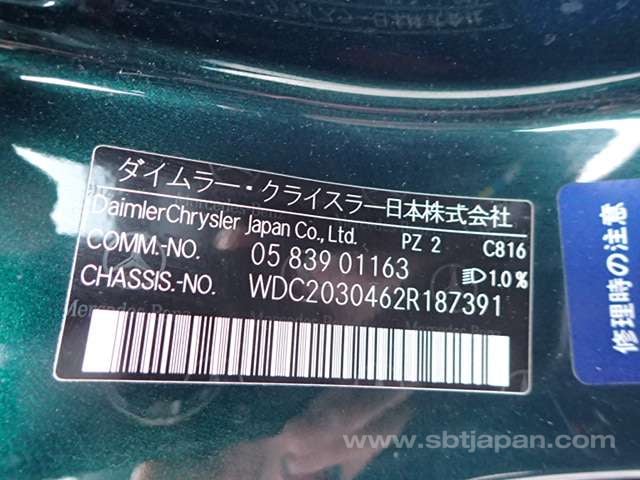 ダイムラー・クライスラー日本株式会社
DaimlerChrysler Japan Co., Ltd. PZ 2 C816
COMM.-NO. 05 839 01163 1.0%
CHASSIS.-NO. WDC2030462R187391
Mercedes-Benz
修理時の注意
www.sbtjapan.com